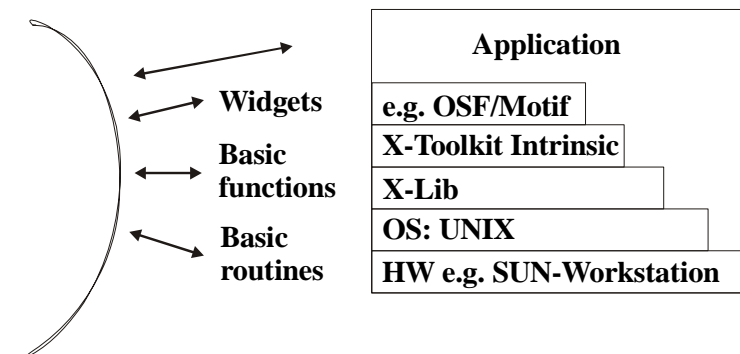 Application
Widgets
e.g. OSF/Motif
X-Toolkit Intrinsic
Basic
functions
X-Lib
OS: UNIX
Basic
routines
HW e.g. SUN-Workstation